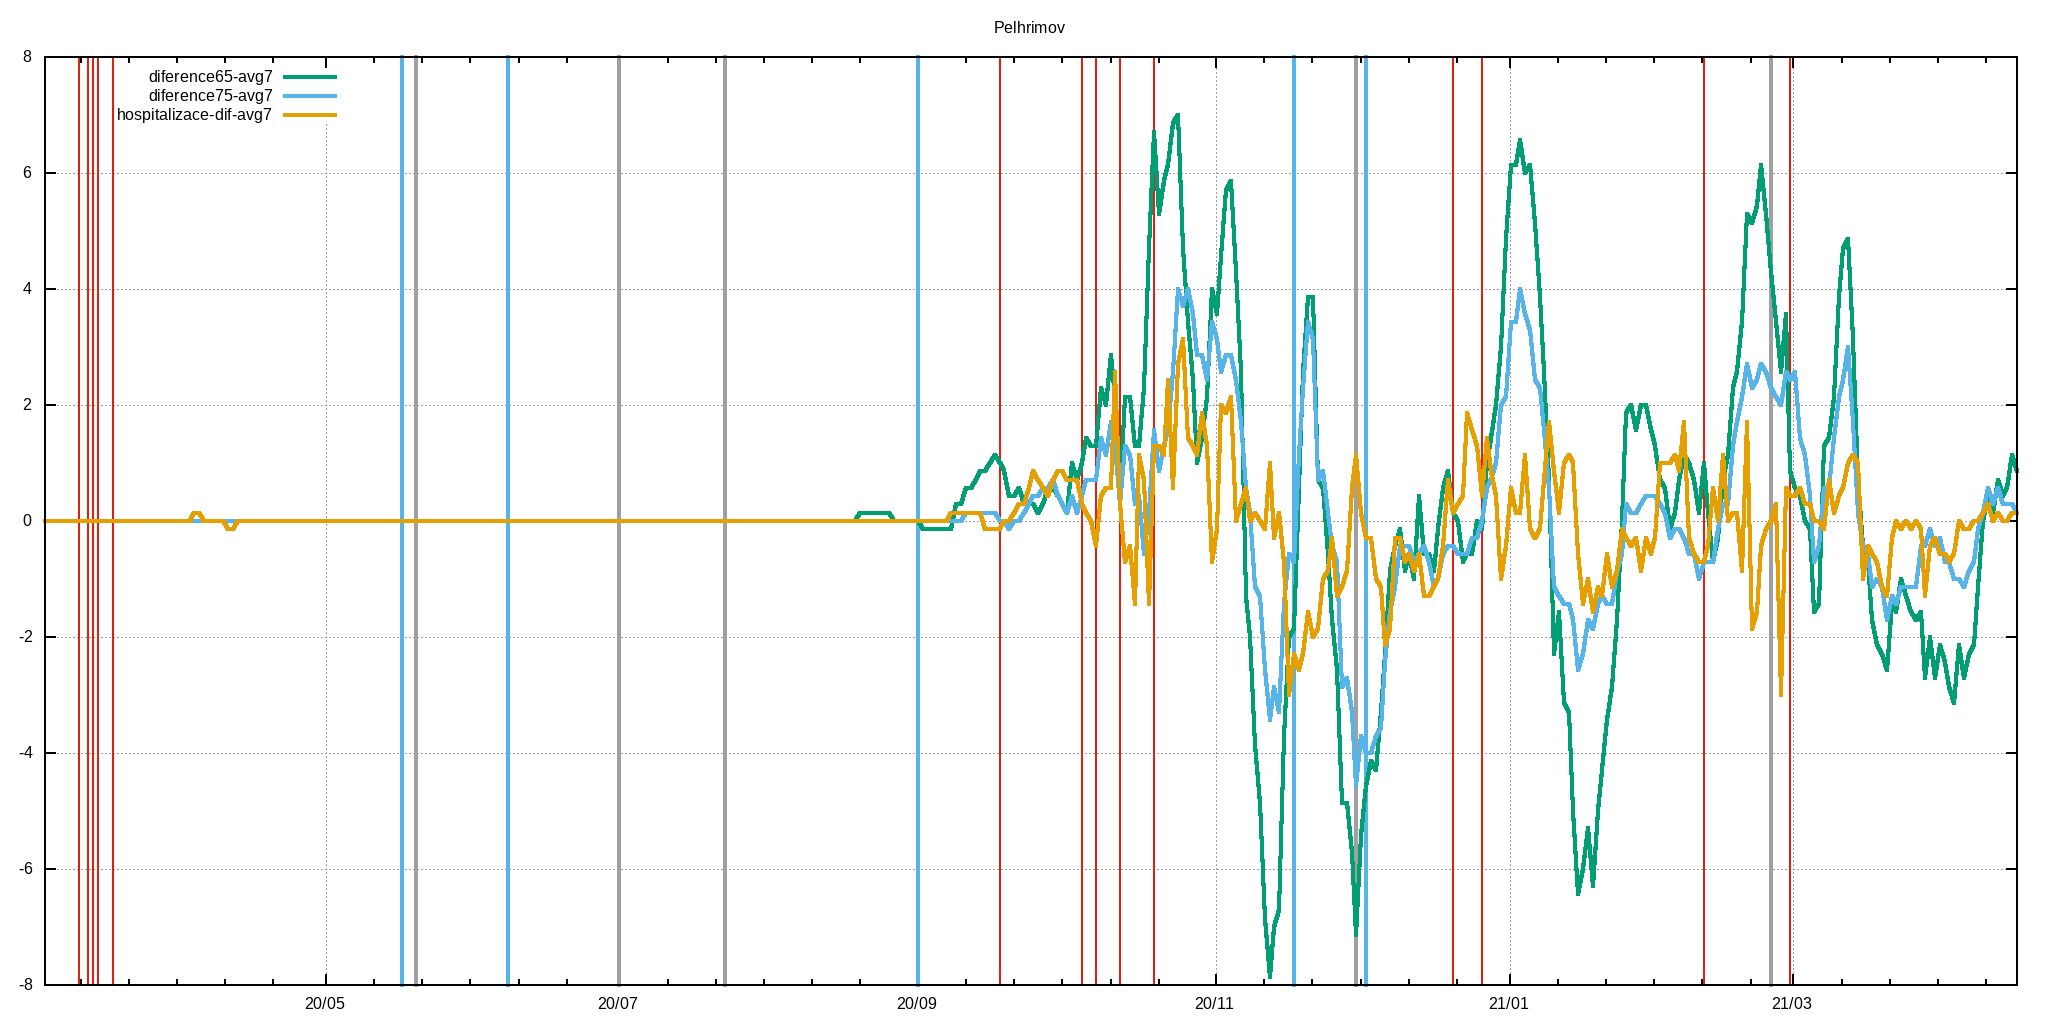 Pelhrimov
diference65-avg7
diference75-avg7
hospitalizace-dif-avg7
8
6
4
2
0
-2
-4
-6
-8
20/05 20/07 20/09 20/11 21/01 21/03